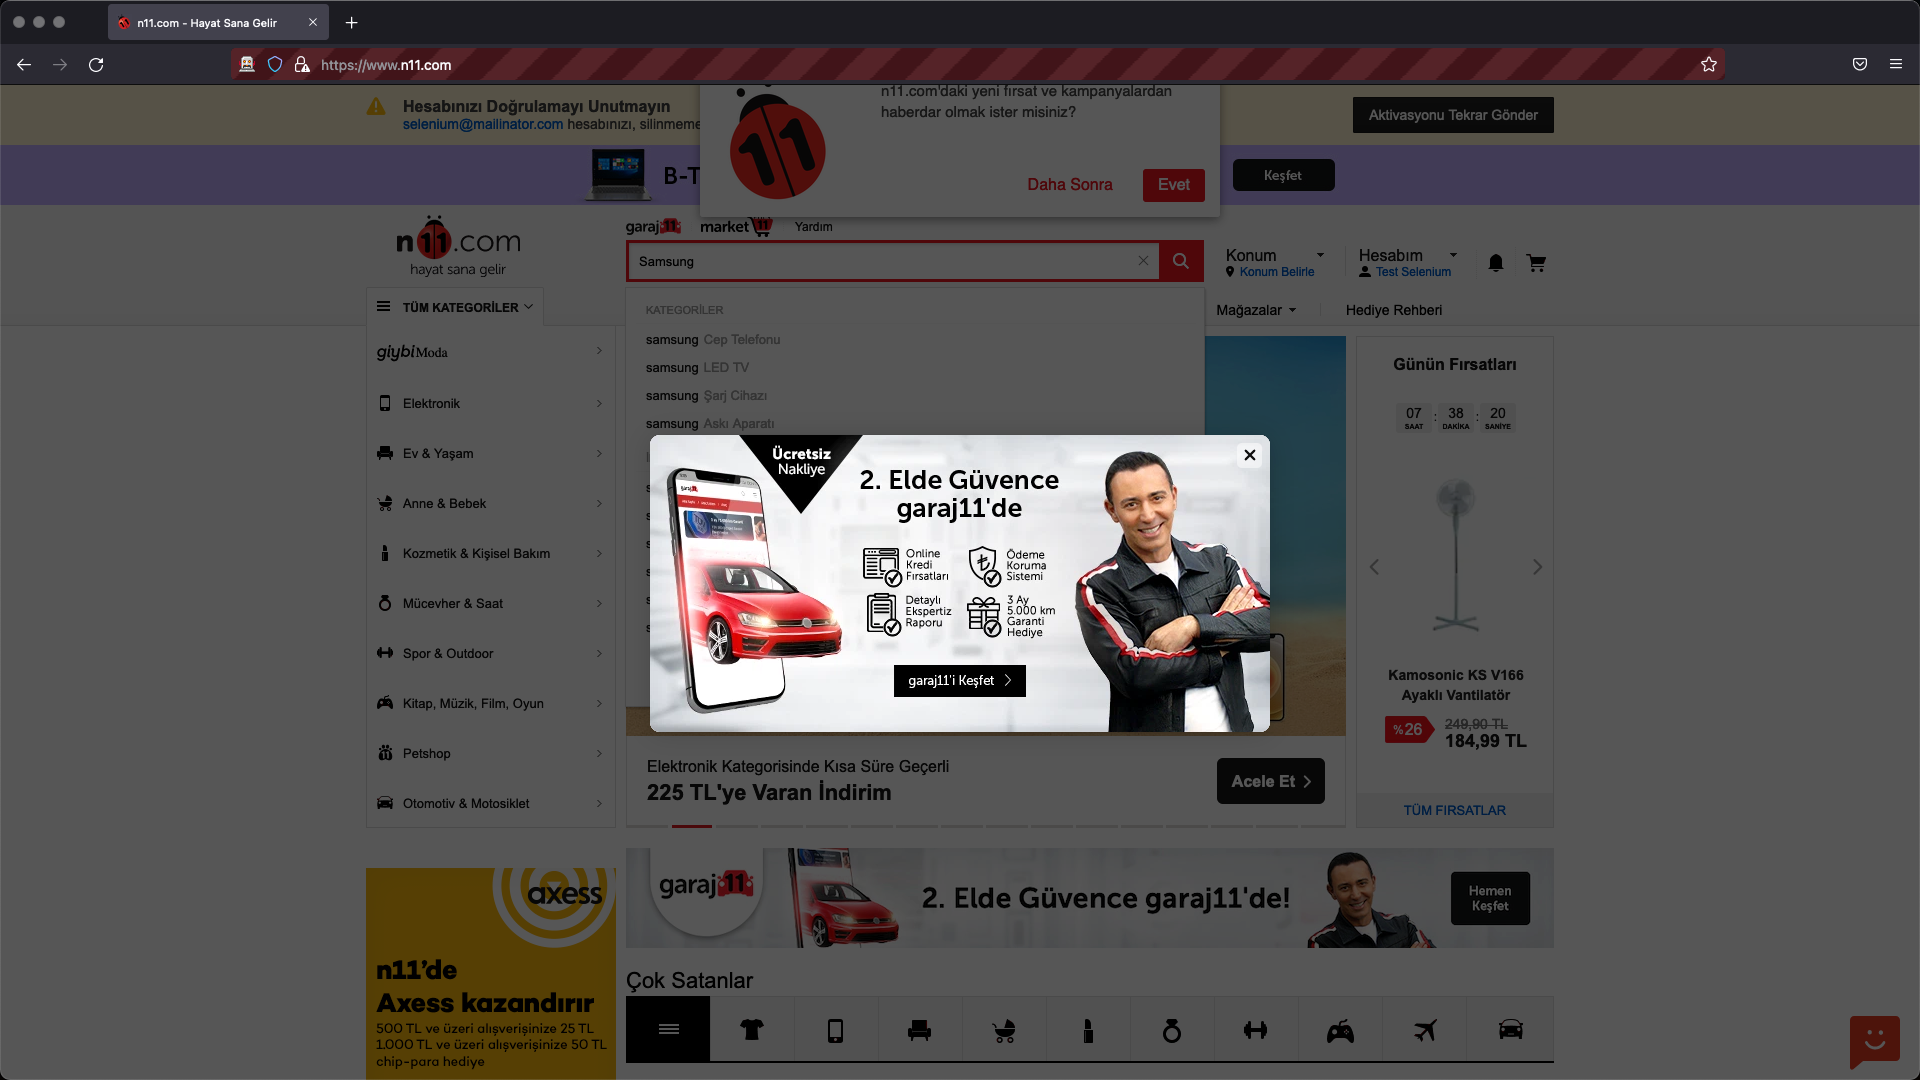 n11.com - Hayat Sana Gelir
https://www.n11.com
Hesabınızı Doğrulamayı Unutmayın
selenium@mailinator.com hesabınızı, silinmeme
n11.com'daki yeni fırsat ve kampanyalardan
haberdar olmak ister misiniz?
Daha Sonra
Evet
Aktivasyonu Tekrar Gönder
B-T
Keşfet
n11.com
hayat sana gelir
garaj11
market11
Yardım
Samsung
Konum
Konum Belirle
Hesabım
Test Selenium
TÜM KATEGORİLER
Mağazalar
Hediye Rehberi
KATEGORİLER
samsung Cep Telefonu
samsung LED TV
samsung Şarj Cihazı
samsung Askı Aparatı
giybiModa
Elektronik
Ev & Yaşam
Anne & Bebek
Kozmetik & Kişisel Bakım
Mücevher & Saat
Spor & Outdoor
Kitap, Müzik, Film, Oyun
Petshop
Otomotiv & Motosiklet
Ücretsiz
Nakliye
garaj11
2. Elde Güvence
garaj11'de
Online
Kredi
Fırsatları
Ödeme
Koruma
Sistemi
Detaylı
Ekspertiz
Raporu
3 Ay
5.000 km
Garanti
Hediye
garaj11'i Keşfet
Günün Fırsatları
07 : 38 : 20
SAAT DAKİKA SANİYE
Kamosonic KS V166
Ayaklı Vantilatör
%26
249,90 TL
184,99 TL
TÜM FIRSATLAR
Elektronik Kategorisinde Kısa Süre Geçerli
225 TL'ye Varan İndirim
Acele Et
axess
n11'de
Axess kazandırır
500 TL ve üzeri alışverişinize 25 TL
1.000 TL ve üzeri alışverişinize 50 TL
chip-para hediye
garaj11
2. Elde Güvence garaj11'de!
Hemen
Keşfet
Çok Satanlar